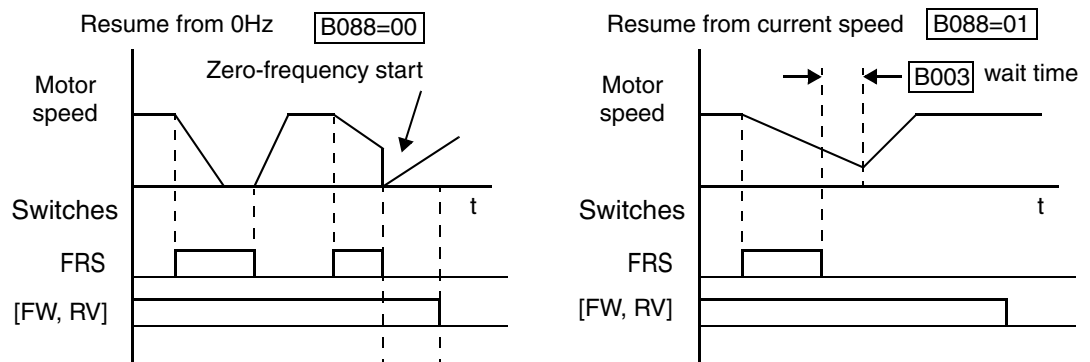 Resume from 0Hz B088=00
Zero-frequency start
Motor
speed
Switches
t
FRS
[FW, RV]
Resume from current speed B088=01
B003 wait time
Motor
speed
Switches
t
FRS
[FW, RV]